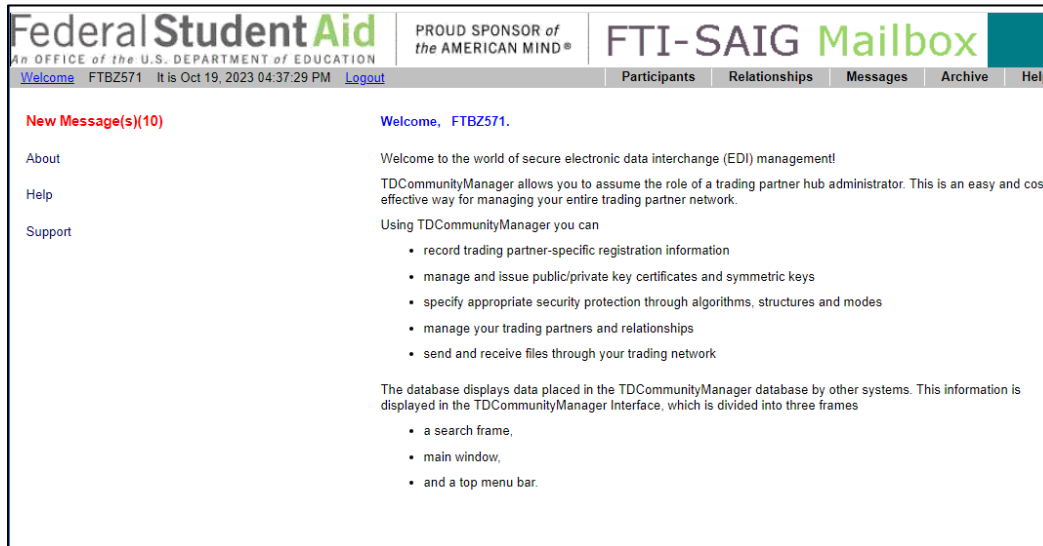 Federal Student Aid
An OFFICE of the U.S. DEPARTMENT of EDUCATION
PROUD SPONSOR of
the AMERICAN MIND®
FTI-SAIG Mailbox
Welcome FTBZ571 It is Oct 19, 2023 04:37:29 PM Logout
Participants Relationships Messages Archive Hel
New Message(s)(10)
About
Help
Support
Welcome, FTBZ571.
Welcome to the world of secure electronic data interchange (EDI) management!
TDCommunityManager allows you to assume the role of a trading partner hub administrator. This is an easy and cos
effective way for managing your entire trading partner network.
Using TDCommunityManager you can
• record trading partner-specific registration information
• manage and issue public/private key certificates and symmetric keys
• specify appropriate security protection through algorithms, structures and modes
• manage your trading partners and relationships
• send and receive files through your trading network
The database displays data placed in the TDCommunityManager database by other systems. This information is
displayed in the TDCommunityManager Interface, which is divided into three frames
• a search frame,
• main window,
• and a top menu bar.